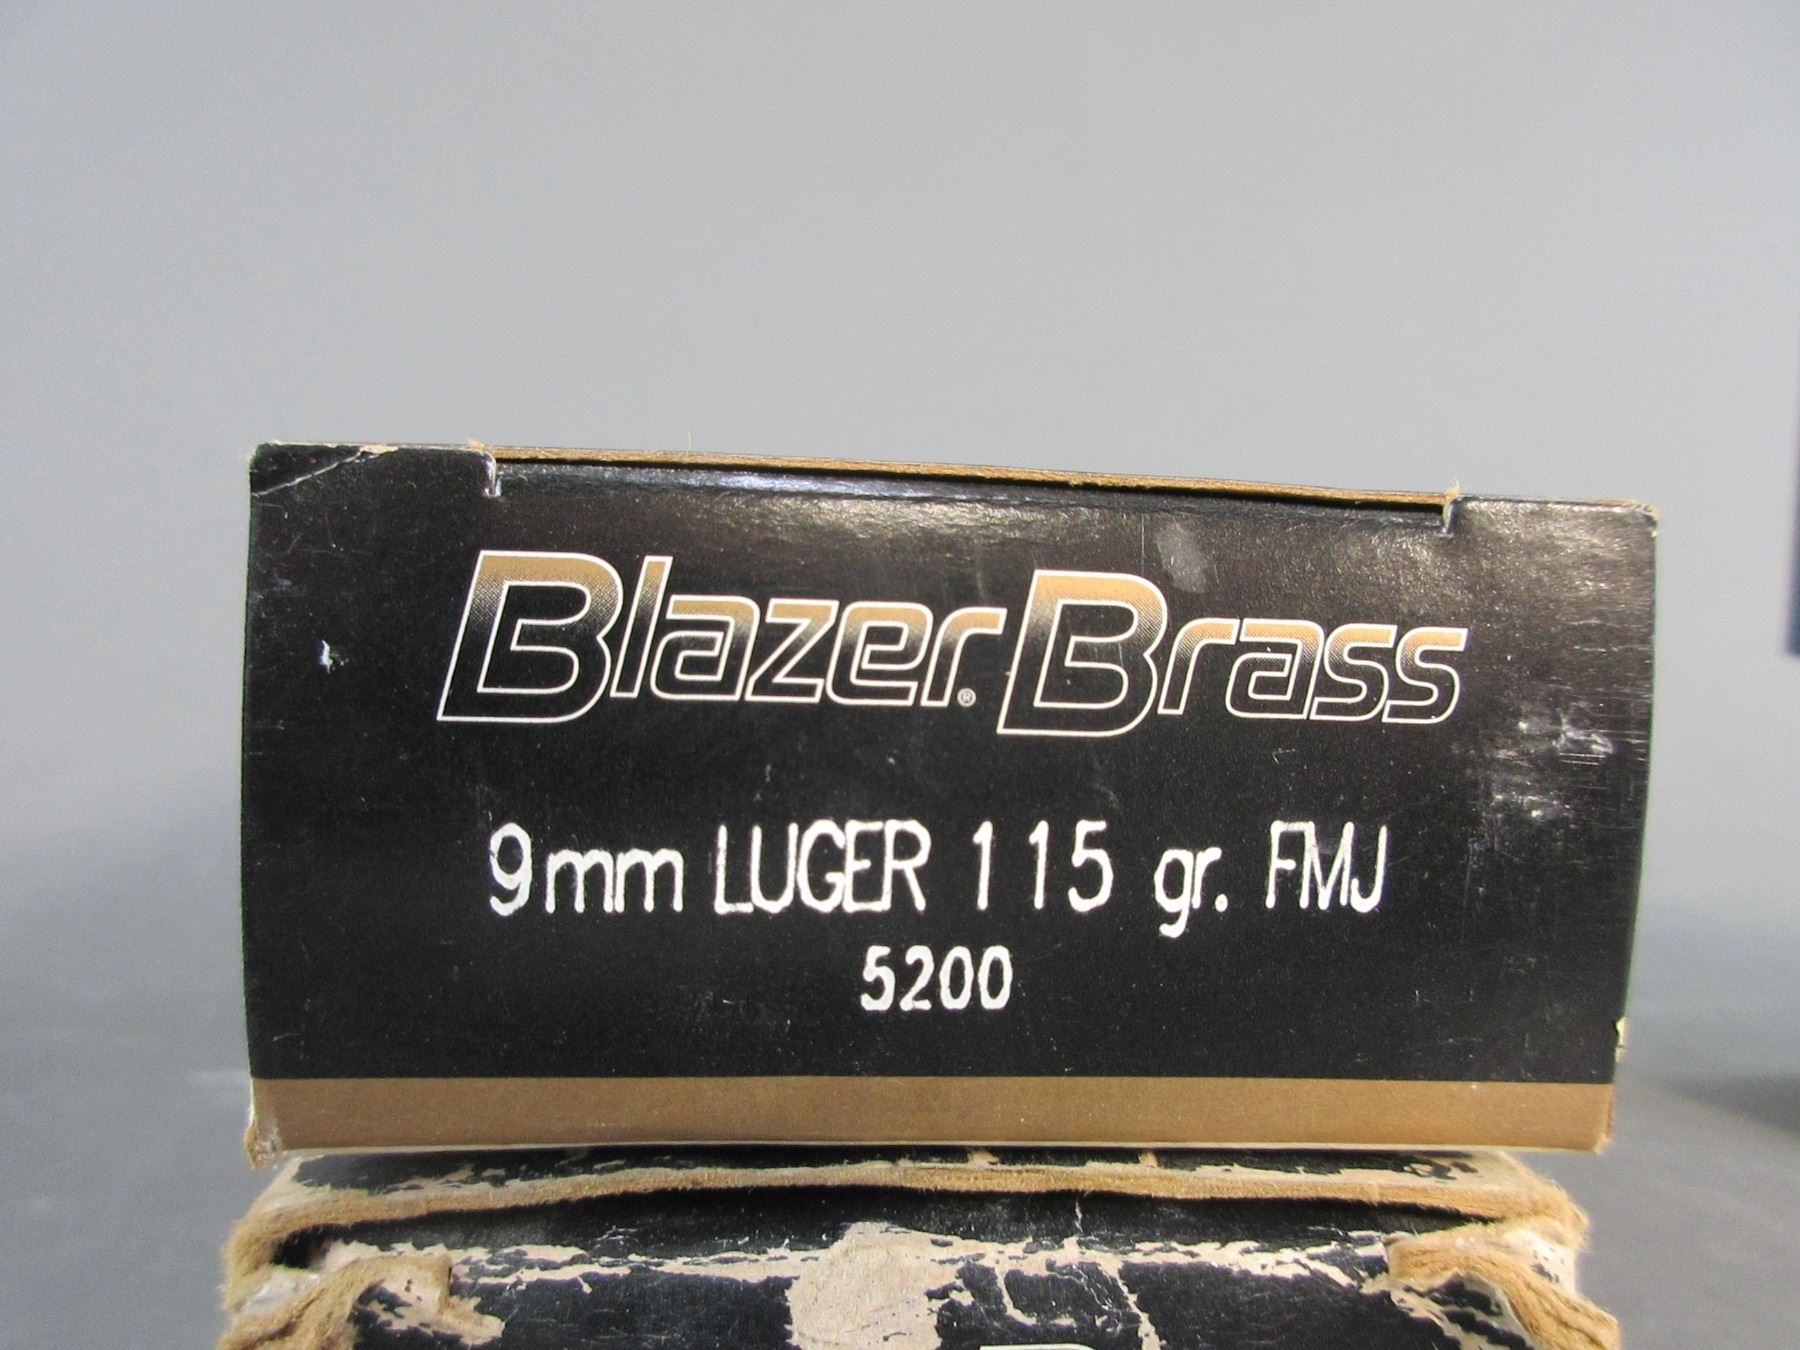 Blazer® Brass
9mm LUGER 115 gr. FMJ
5200